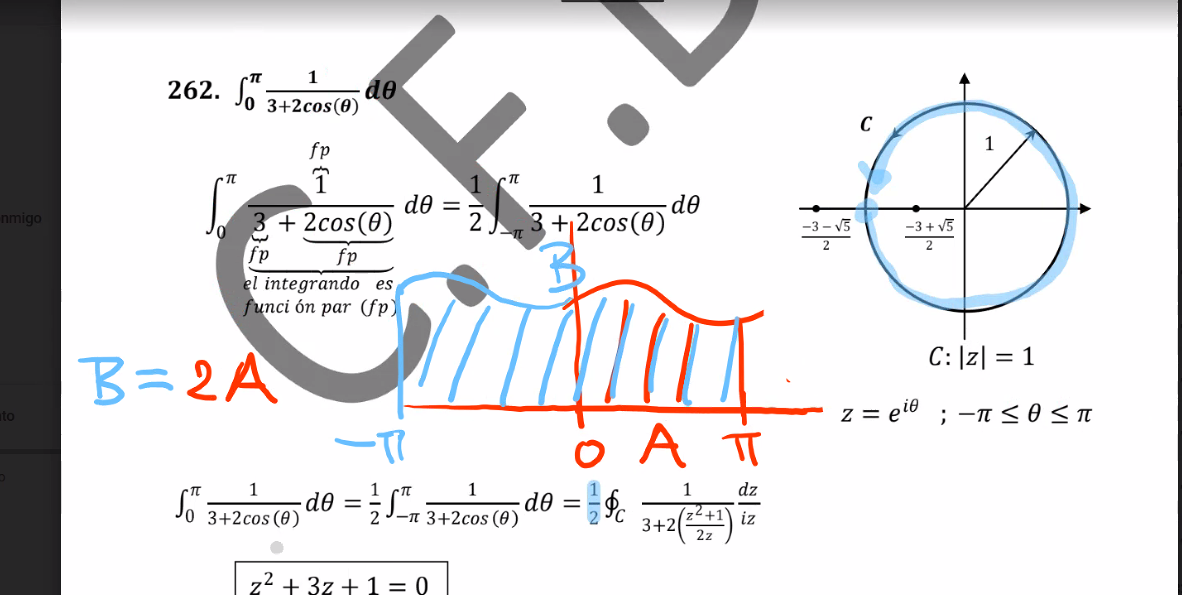 262. ∫₀^π 1/(3+2cos(θ)) dθ
fp
∫₀^π 1/(3 + 2cos(θ)) dθ = 1/2 ∫₋π^π 1/(3 + 2cos(θ)) dθ
fp fp
el integrando es
funci ón par (fp)
C
1
(−3 − √5)/2 (−3 + √5)/2
C: |z| = 1
z = e^(iθ) ; −π ≤ θ ≤ π
B
B = 2A
−π 0 A π
∫₀^π 1/(3+2cos(θ)) dθ = 1/2 ∫₋π^π 1/(3+2cos(θ)) dθ = 1/2 ∮_C 1/(3+2((z²+1)/2z)) dz/iz
z² + 3z + 1 = 0
nmigo
to
C.F.